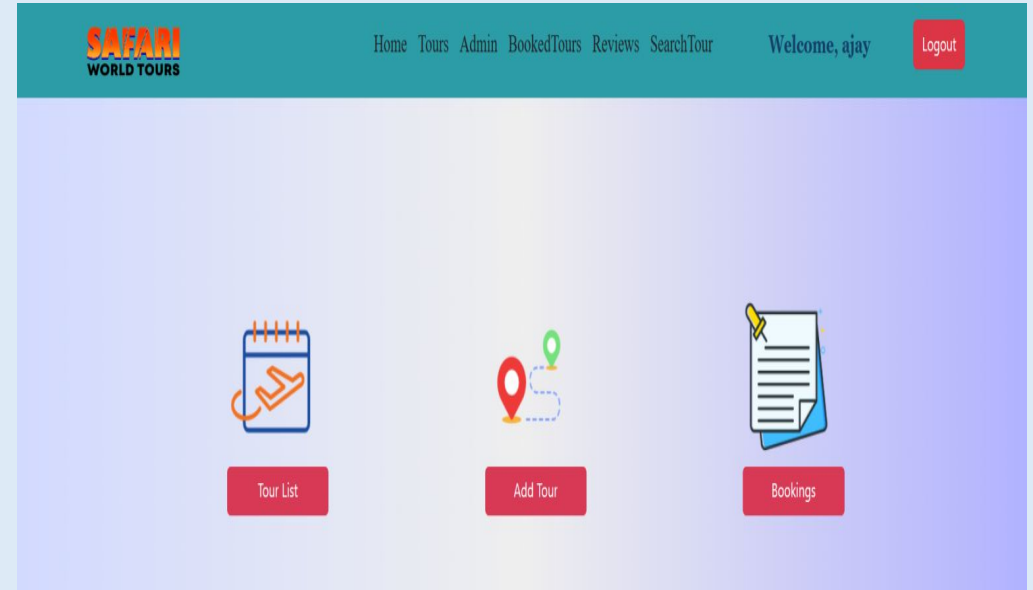 SAFARI
WORLD TOURS
Home Tours Admin BookedTours Reviews SearchTour Welcome, ajay Logout
Tour List Add Tour Bookings